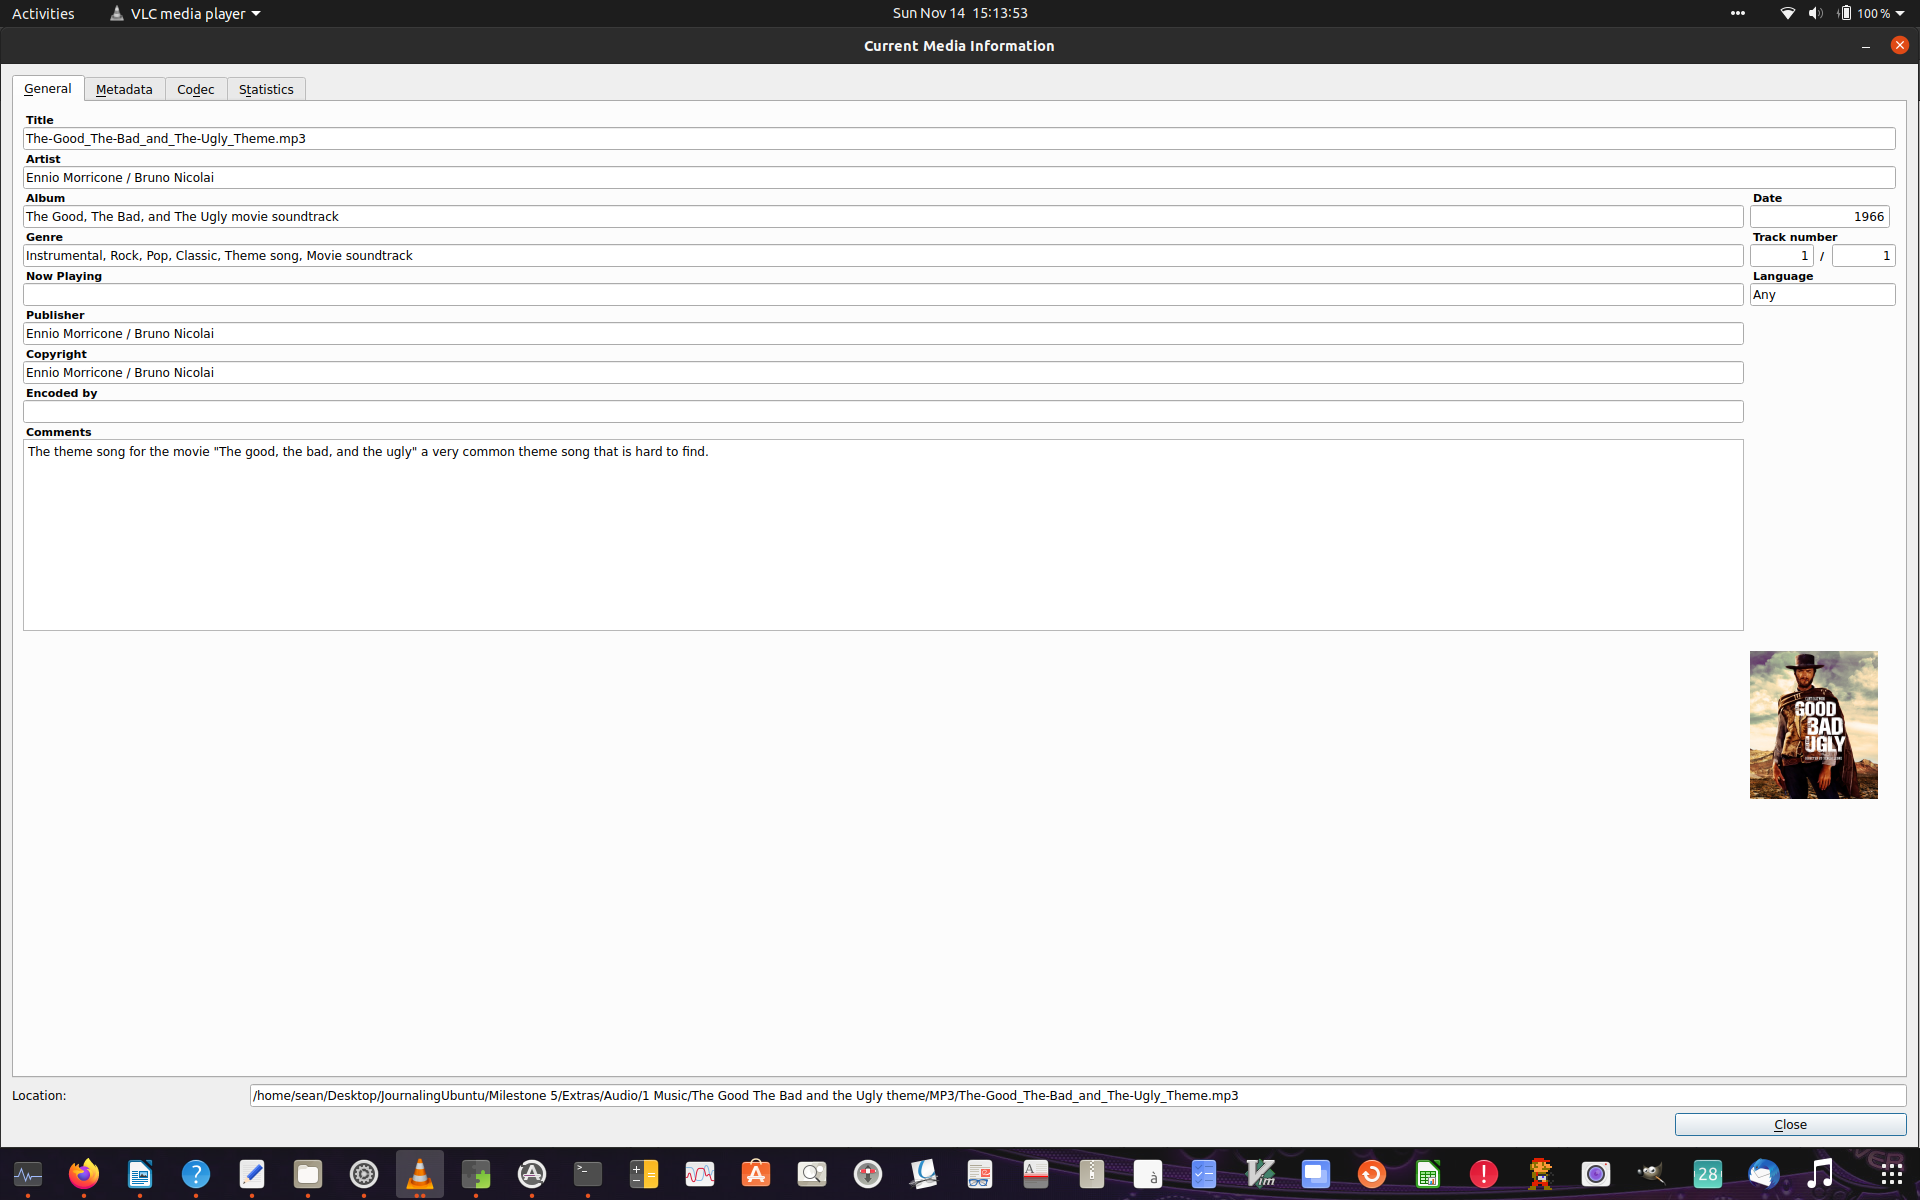 Activities
VLC media player
Sun Nov 14 15:13:53
100 %
Current Media Information
General
Metadata
Codec
Statistics
Title
The-Good_The-Bad_and_The-Ugly_Theme.mp3
Artist
Ennio Morricone / Bruno Nicolai
Album
Date
The Good, The Bad, and The Ugly movie soundtrack
1966
Genre
Track number
Instrumental, Rock, Pop, Classic, Theme song, Movie soundtrack
1 / 1
Now Playing
Language
Any
Publisher
Ennio Morricone / Bruno Nicolai
Copyright
Ennio Morricone / Bruno Nicolai
Encoded by
Comments
The theme song for the movie "The good, the bad, and the ugly" a very common theme song that is hard to find.
GOOD
BAD
UGLY
Location:
/home/sean/Desktop/JournalingUbuntu/Milestone 5/Extras/Audio/1 Music/The Good The Bad and the Ugly theme/MP3/The-Good_The-Bad_and_The-Ugly_Theme.mp3
Close
28